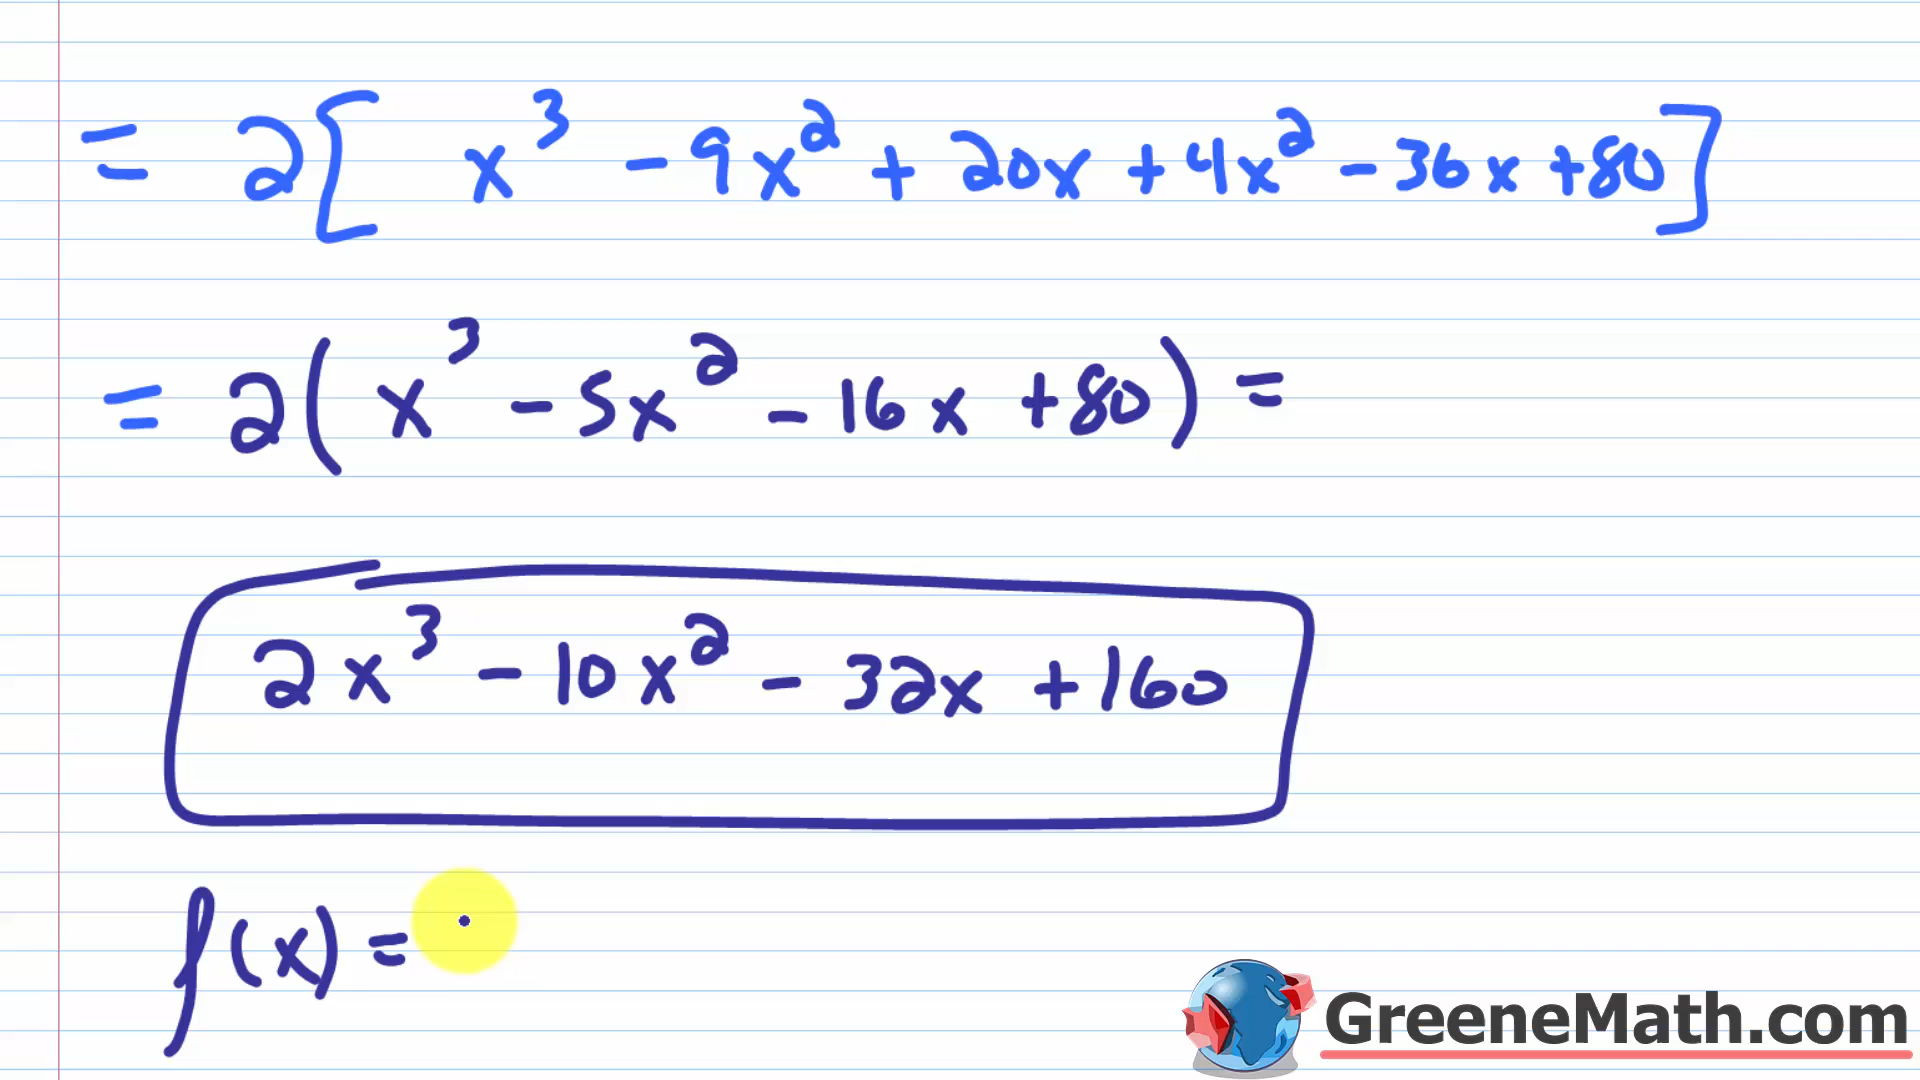 = 2[ x³ - 9x² + 20x + 4x² - 36x + 80]
= 2( x³ - 5x² - 16x + 80) =
2x³ - 10x² - 32x + 160
f(x) =
GreeneMath.com